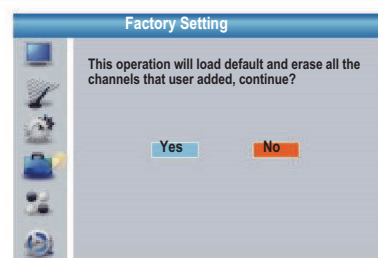 Factory Setting
This operation will load default and erase all the
channels that user added, continue?
Yes No